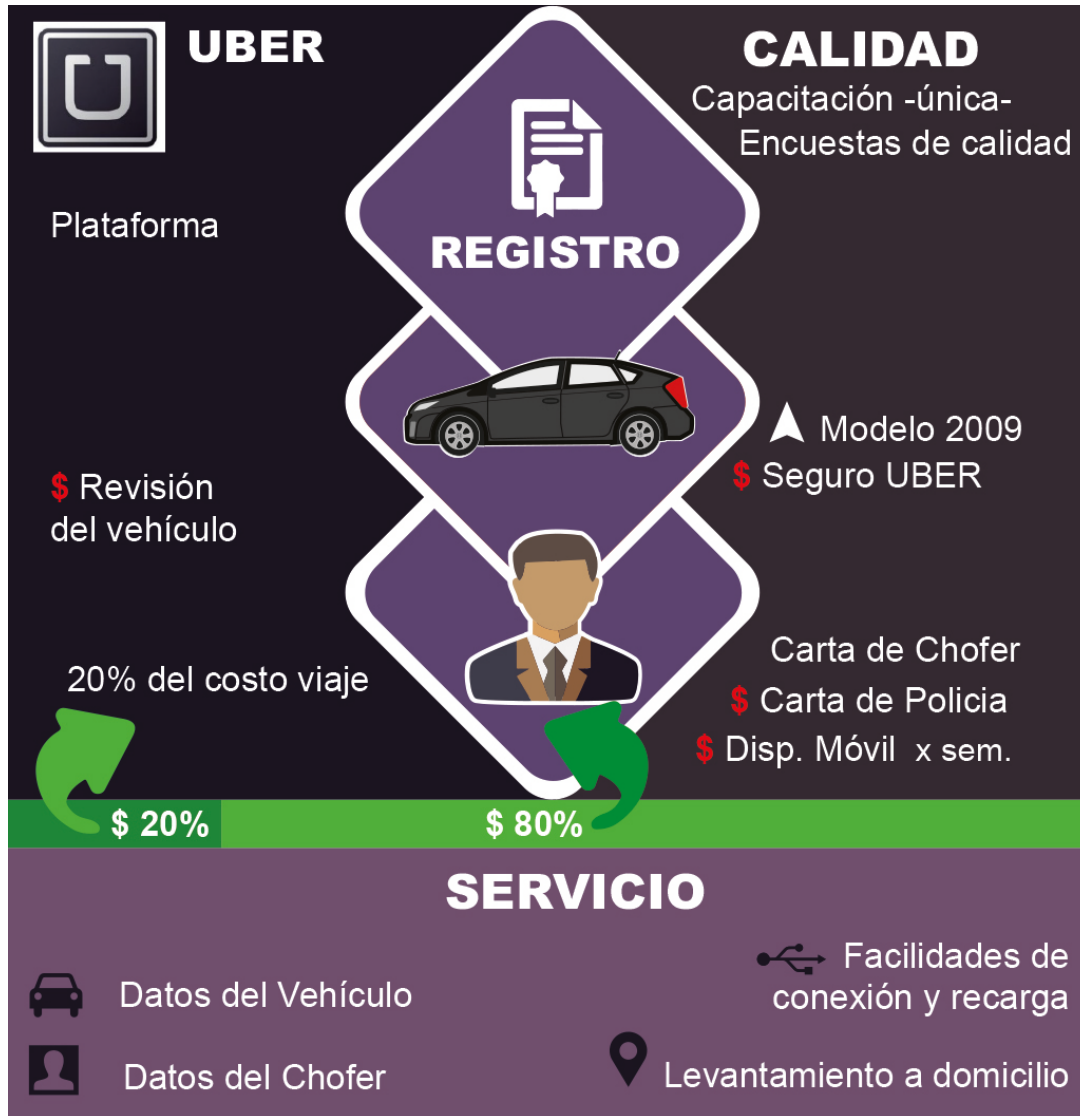 UBER
CALIDAD
Capacitación -única-
Encuestas de calidad
Plataforma
REGISTRO
Modelo 2009
$ Seguro UBER
$ Revisión
del vehículo
20% del costo viaje
Carta de Chofer
$ Carta de Policia
$ Disp. Móvil x sem.
$ 20%
$ 80%
SERVICIO
Datos del Vehículo
Facilidades de
conexión y recarga
Datos del Chofer
Levantamiento a domicilio